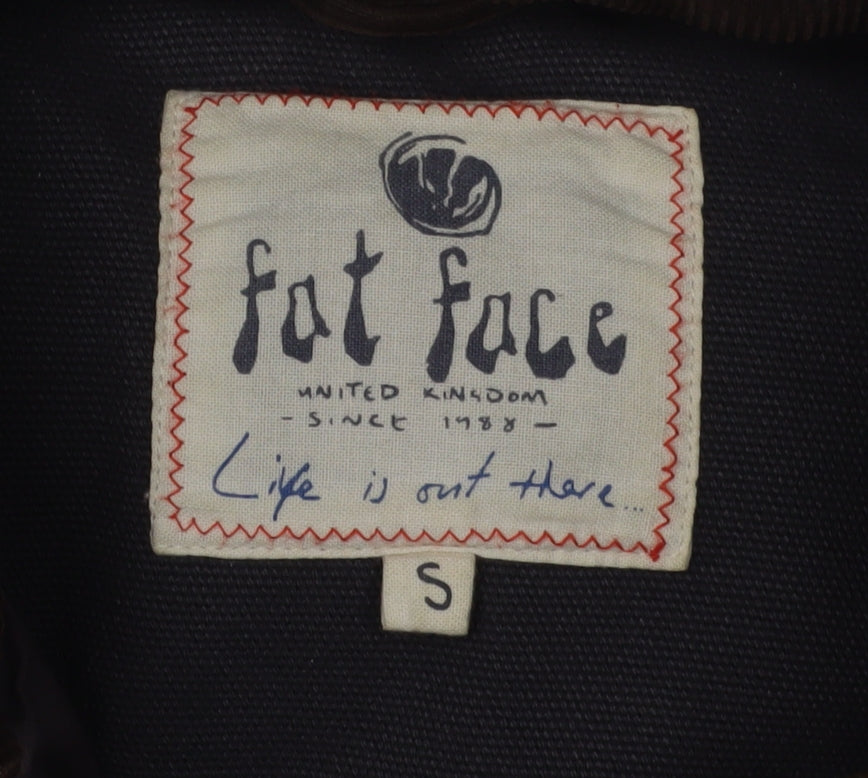 fat face
UNITED KINGDOM
- SINCE 1988 -
Life is out there...
S